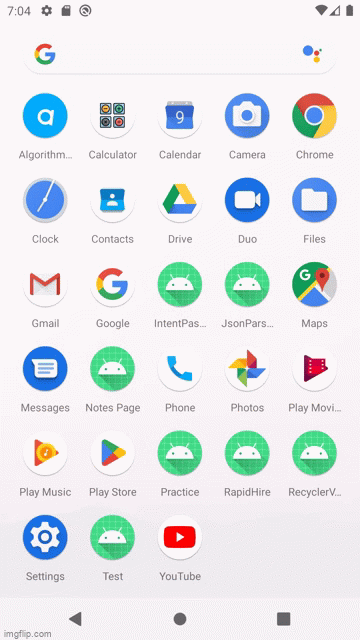 7:04
Algorithm...
Calculator
Calendar
Camera
Chrome
Clock
Contacts
Drive
Duo
Files
Gmail
Google
IntentPas...
JsonPars...
Maps
Messages
Notes Page
Phone
Photos
Play Movi...
Play Music
Play Store
Practice
RapidHire
RecyclerV...
Settings
Test
YouTube
imgflip.com